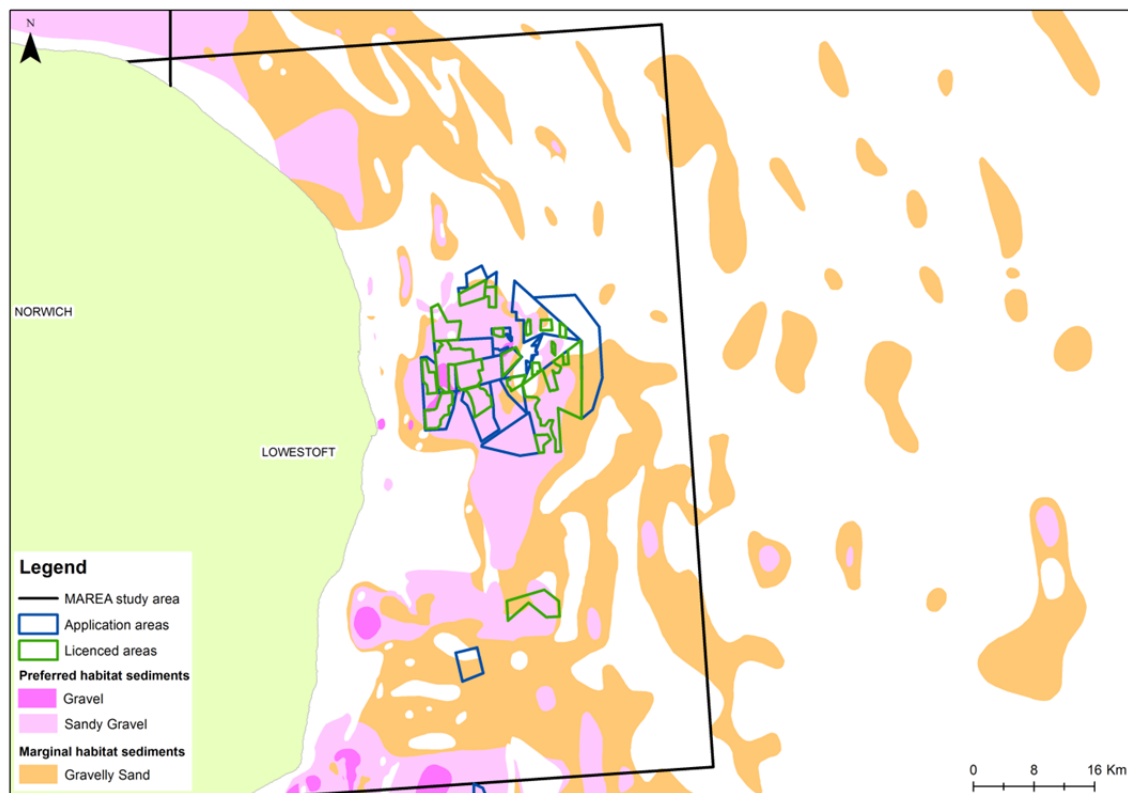 N
NORWICH
LOWESTOFT
Legend
MAREA study area
Application areas
Licenced areas
Preferred habitat sediments
Gravel
Sandy Gravel
Marginal habitat sediments
Gravelly Sand
0 8 16 Km